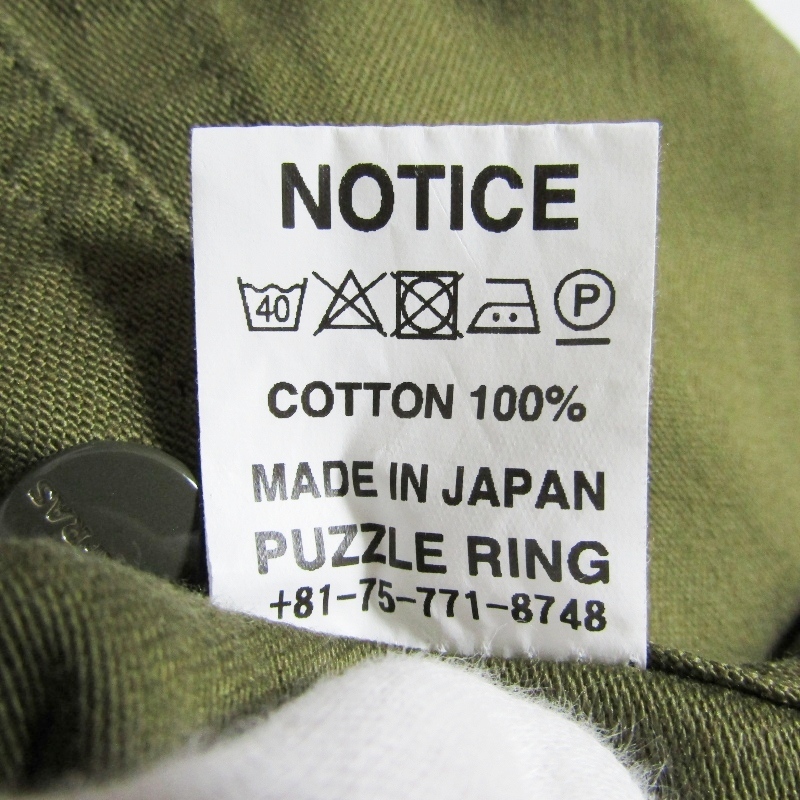 NOTICE
40 P
COTTON 100%
MADE IN JAPAN
PUZZLE RING
+81-75-771-8748